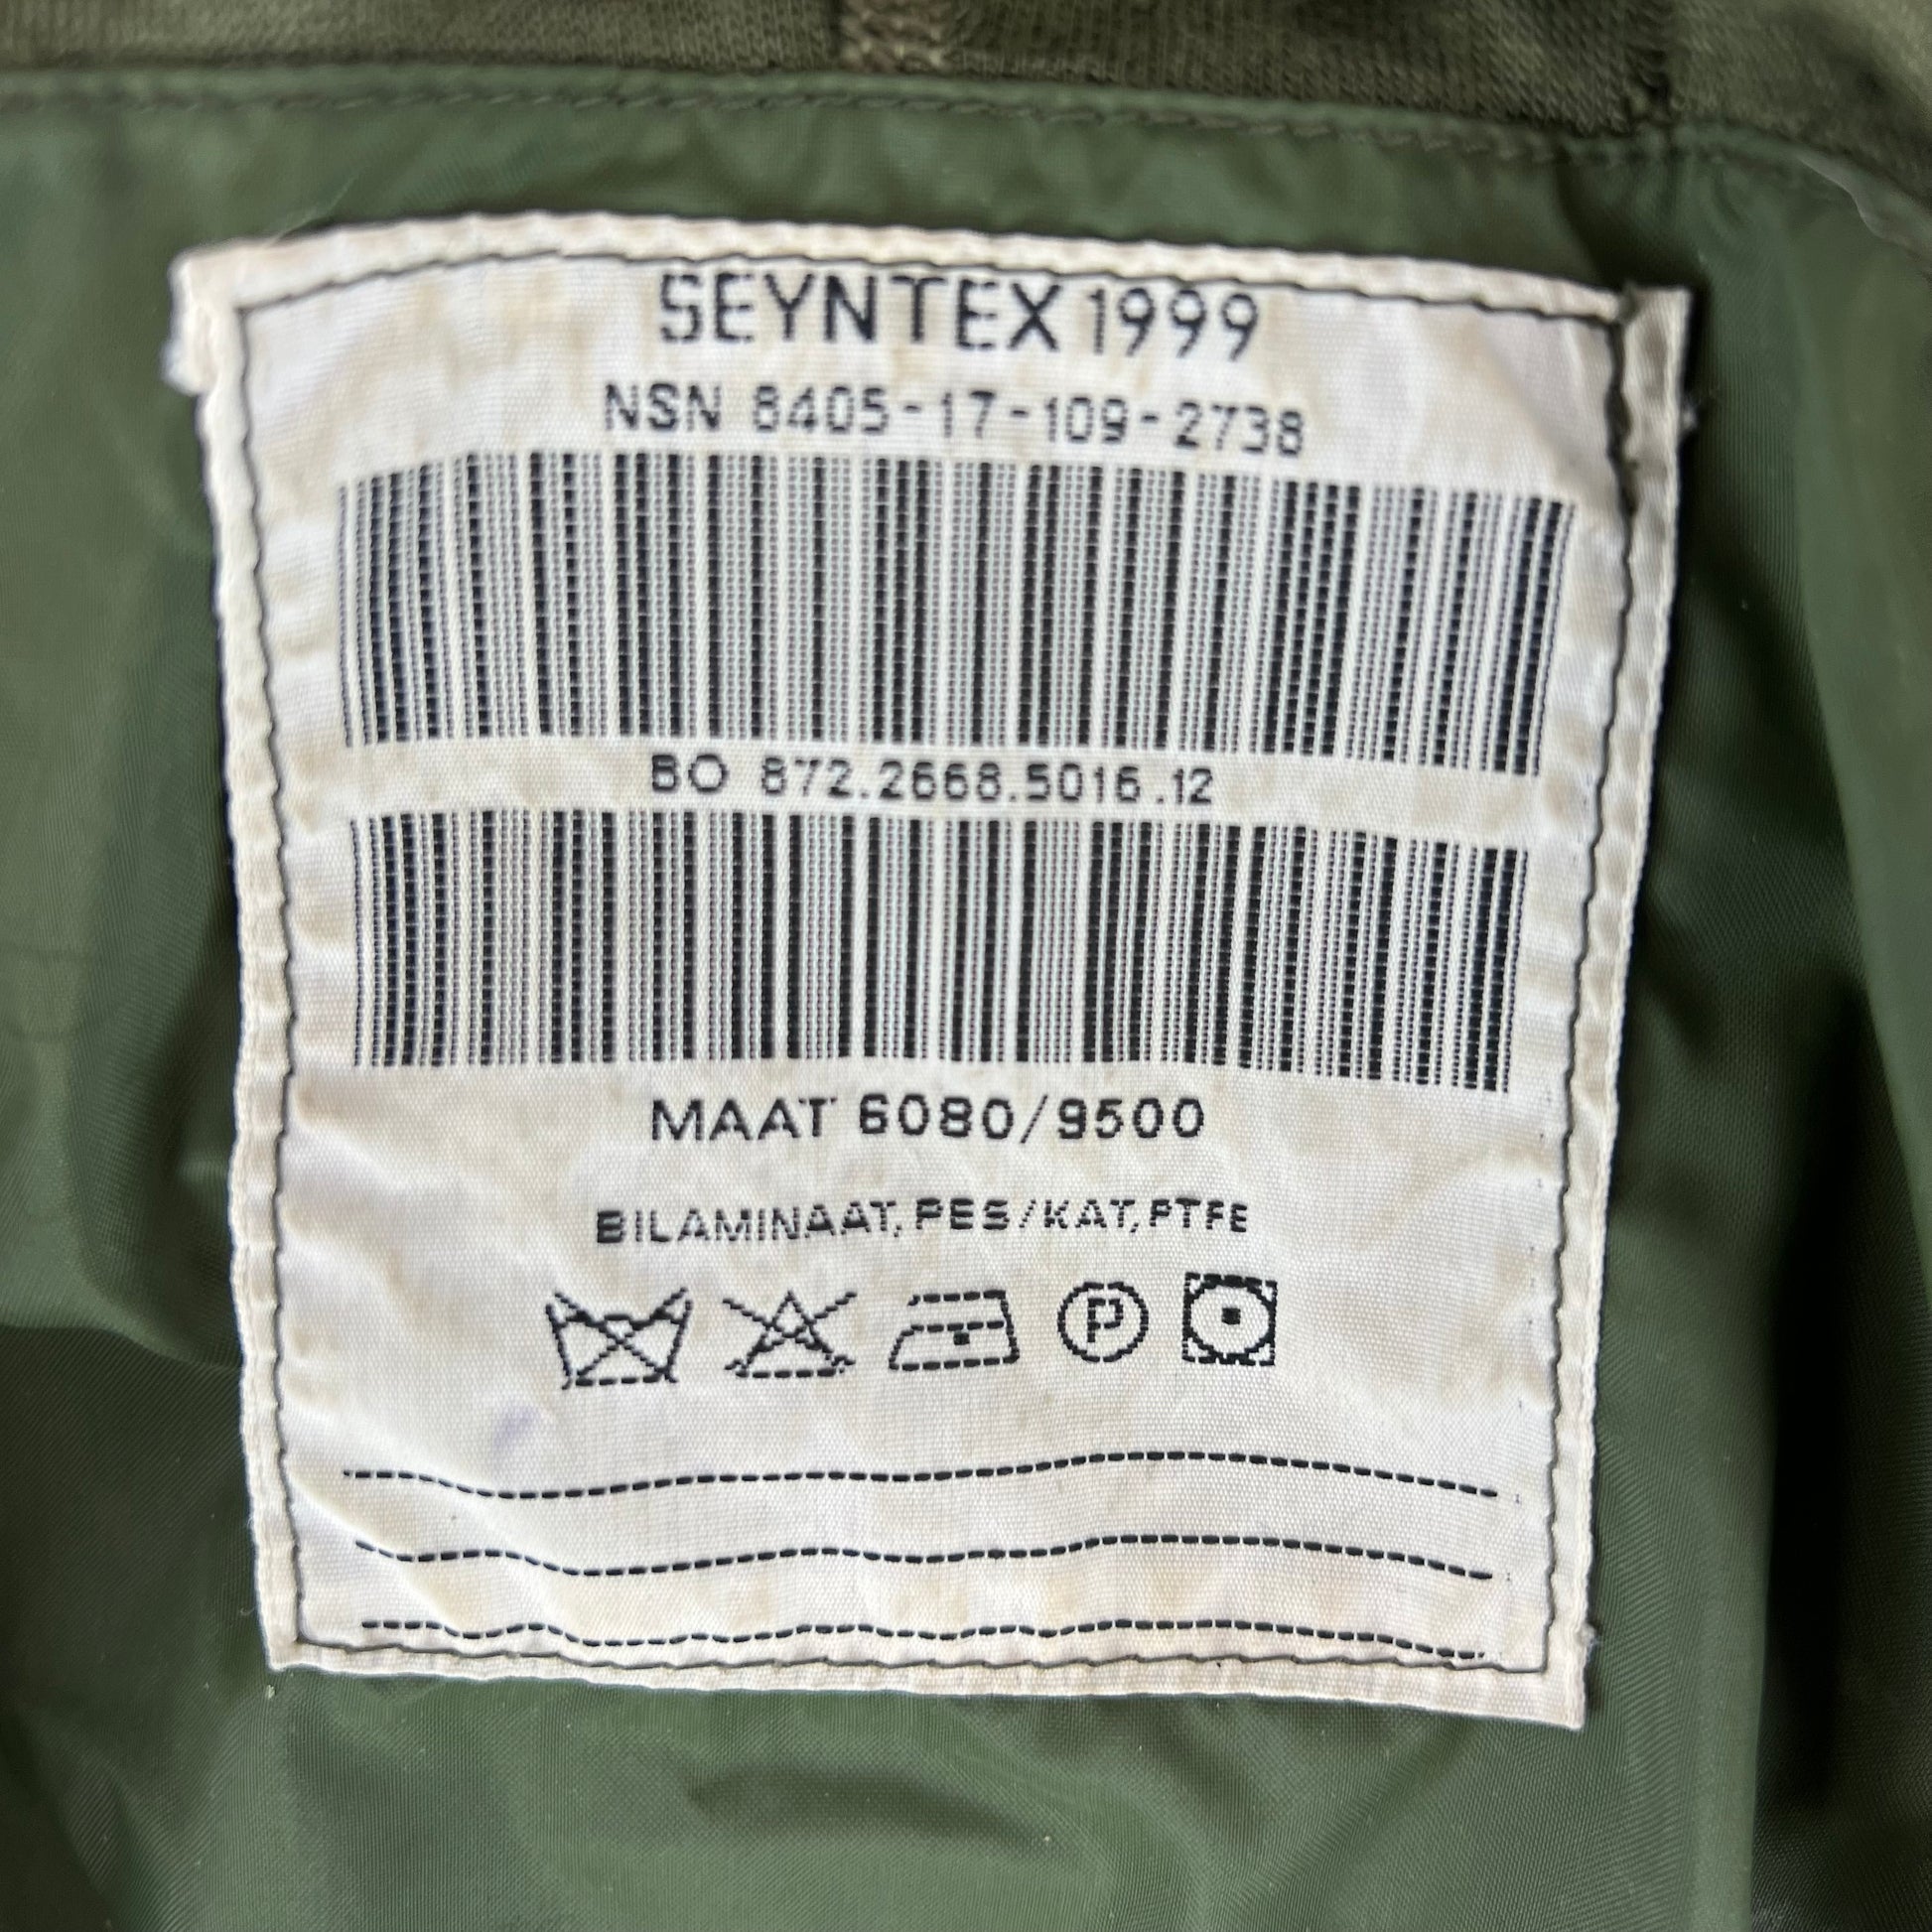 SEYNTEX 1999
NSN 8405-17-109-2738
BO 872.2668.5016.12
MAAT 6080/9500
BILAMINAAT, PES/KAT, PTFE
P